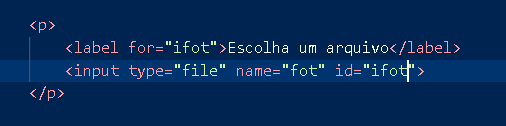 <p>
<label for="ifot">Escolha um arquivo</label>
<input type="file" name="fot" id="ifot">
</p>